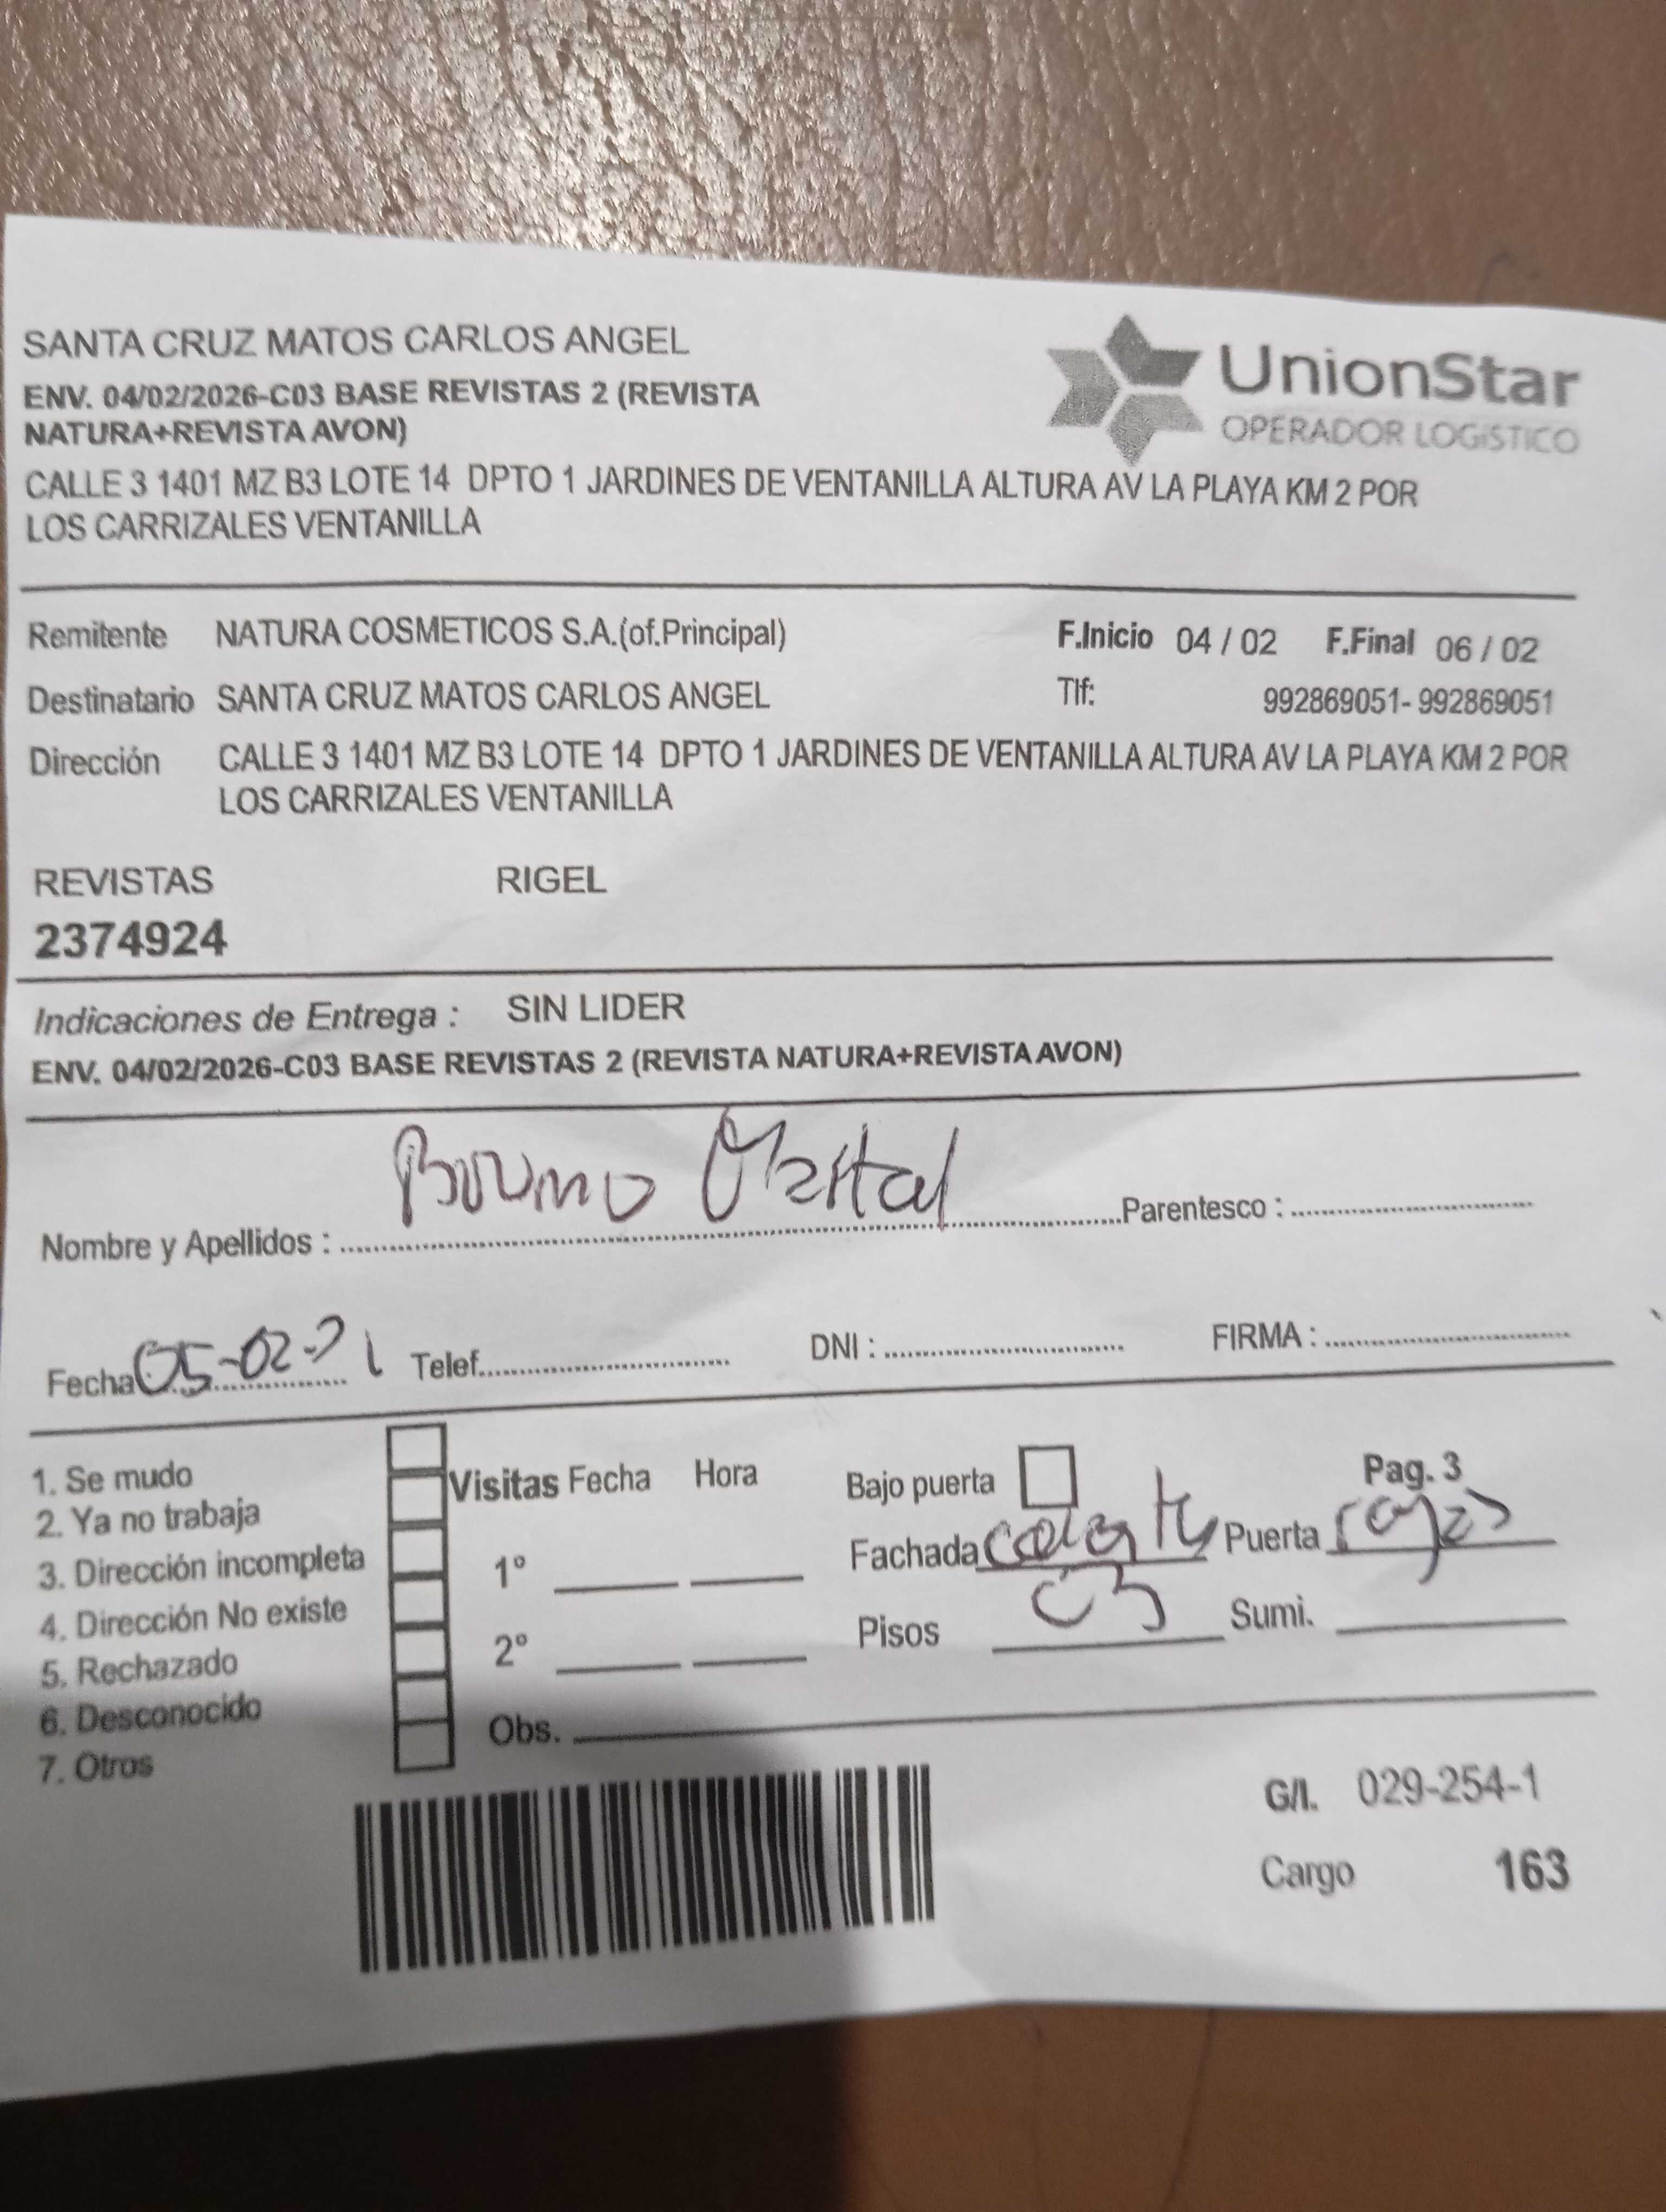 SANTA CRUZ MATOS CARLOS ANGEL
ENV. 04/02/2026-C03 BASE REVISTAS 2 (REVISTA
NATURA+REVISTA AVON)
CALLE 3 1401 MZ B3 LOTE 14 DPTO 1 JARDINES DE VENTANILLA ALTURA AV LA PLAYA KM 2 POR
LOS CARRIZALES VENTANILLA
UnionStar
OPERADOR LOGíSTICO
Remitente NATURA COSMETICOS S.A.(of.Principal) F.Inicio 04 / 02 F.Final 06 / 02
Destinatario SANTA CRUZ MATOS CARLOS ANGEL Tlf: 992869051- 992869051
Dirección CALLE 3 1401 MZ B3 LOTE 14 DPTO 1 JARDINES DE VENTANILLA ALTURA AV LA PLAYA KM 2 POR
LOS CARRIZALES VENTANILLA
REVISTAS RIGEL
2374924
Indicaciones de Entrega : SIN LIDER
ENV. 04/02/2026-C03 BASE REVISTAS 2 (REVISTA NATURA+REVISTA AVON)
Nombre y Apellidos : Parentesco :
Fecha 05-02- Telef. DNI : FIRMA :
1. Se mudo
2. Ya no trabaja
3. Dirección incompleta
4. Dirección No existe
5. Rechazado
6. Desconocido
7. Otros
Visitas Fecha Hora
1º
2º
Obs.
Bajo puerta Pag. 3
Fachada Puerta
Pisos 03 Sumi.
G/I. 029-254-1
Cargo 163